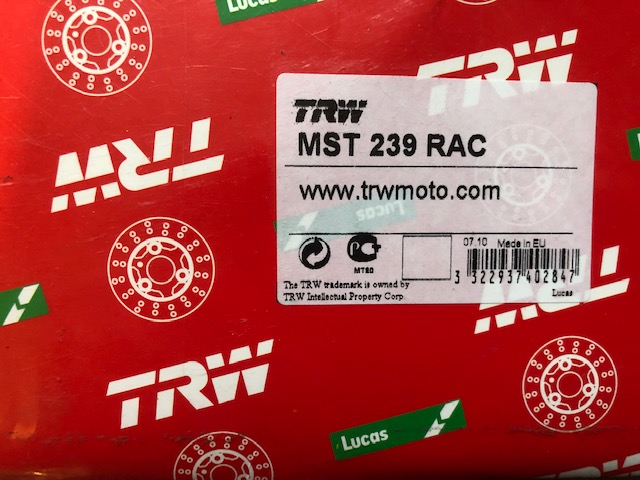 Lucas
TRW
TRW
MST 239 RAC
www.trwmoto.com
TRW
Lucas
07.10 Made in EU
MT20
3 322937 402847
The TRW trademark is owned by
TRW Intellectual Property Corp.
Lucas
TRW
TRW
Lucas